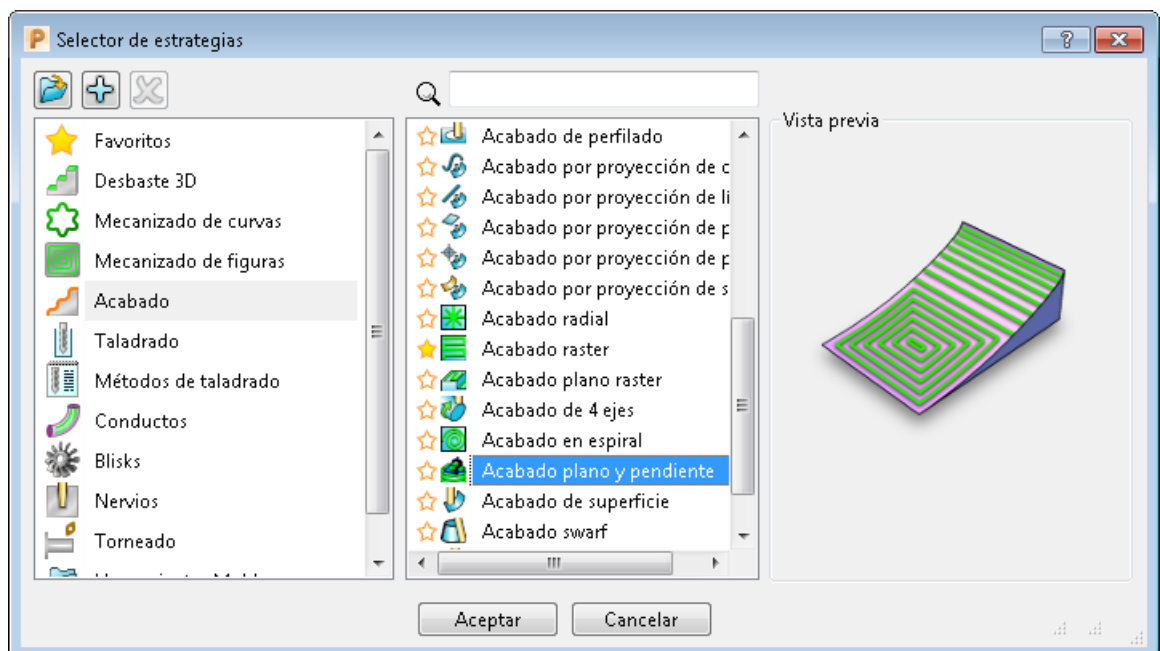 Selector de estrategias
Favoritos
Desbaste 3D
Mecanizado de curvas
Mecanizado de figuras
Acabado
Taladrado
Métodos de taladrado
Conductos
Blisks
Nervios
Torneado
Acabado de perfilado
Acabado por proyección de c
Acabado por proyección de li
Acabado por proyección de p
Acabado por proyección de p
Acabado por proyección de s
Acabado radial
Acabado raster
Acabado plano raster
Acabado de 4 ejes
Acabado en espiral
Acabado plano y pendiente
Acabado de superficie
Acabado swarf
Vista previa
Aceptar
Cancelar